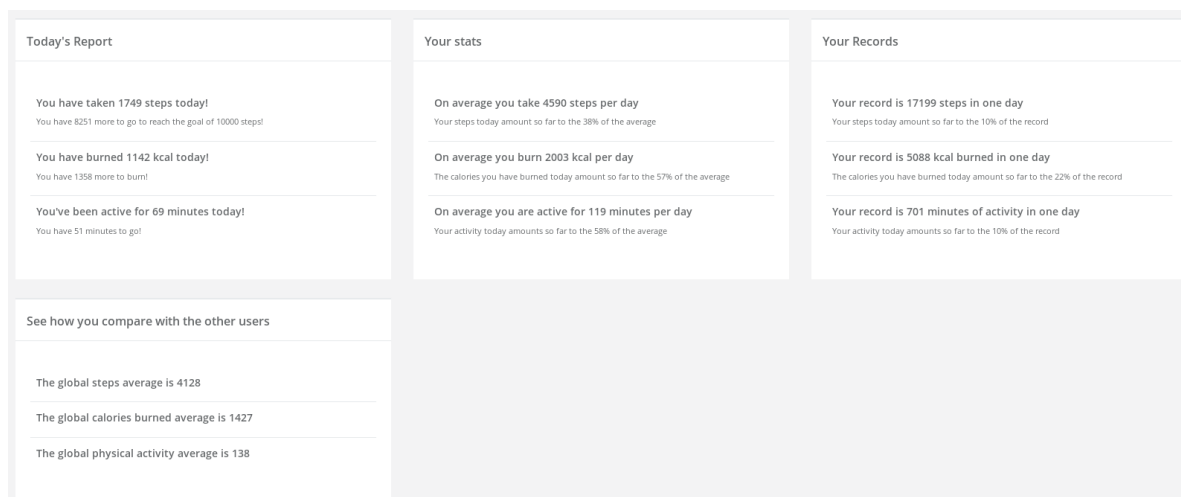 Today's Report
You have taken 1749 steps today!
You have 8251 more to go to reach the goal of 10000 steps!
You have burned 1142 kcal today!
You have 1358 more to burn!
You've been active for 69 minutes today!
You have 51 minutes to go!
Your stats
On average you take 4590 steps per day
Your steps today amount so far to the 38% of the average
On average you burn 2003 kcal per day
The calories you have burned today amount so far to the 57% of the average
On average you are active for 119 minutes per day
Your activity today amounts so far to the 58% of the average
Your Records
Your record is 17199 steps in one day
Your steps today amount so far to the 10% of the record
Your record is 5088 kcal burned in one day
The calories you have burned today amount so far to the 22% of the record
Your record is 701 minutes of activity in one day
Your activity today amounts so far to the 10% of the record
See how you compare with the other users
The global steps average is 4128
The global calories burned average is 1427
The global physical activity average is 138